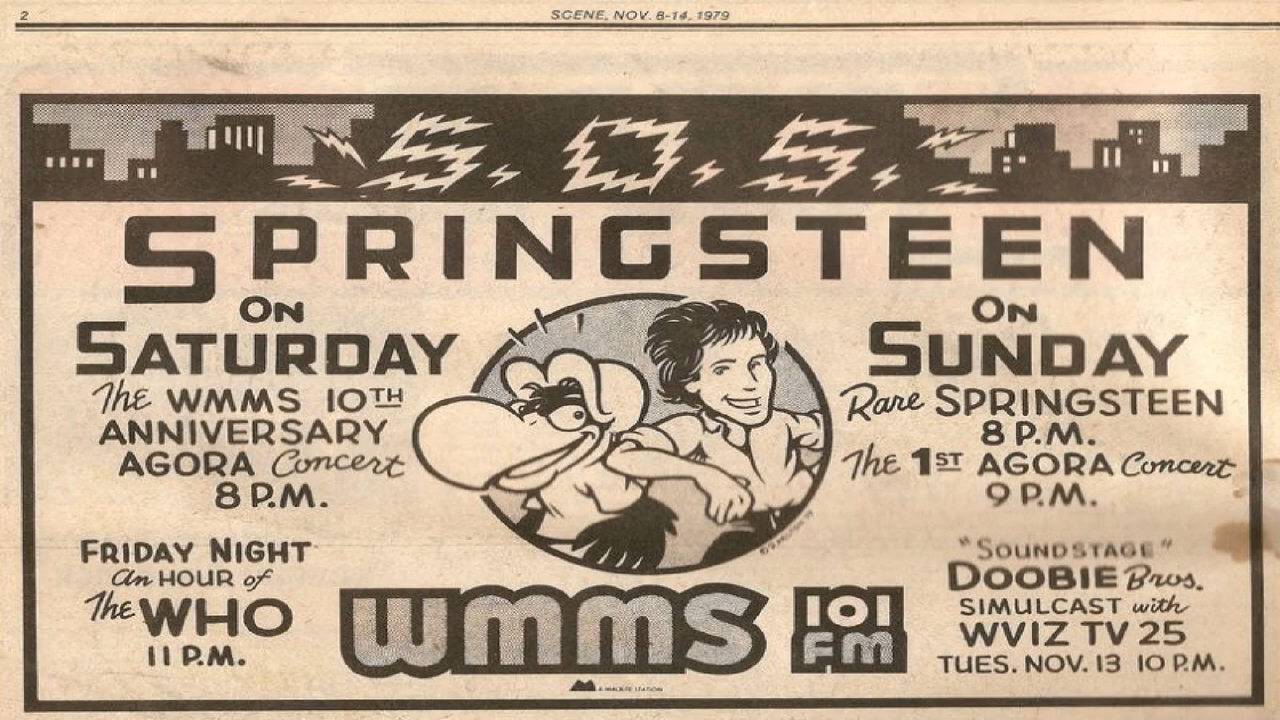 2
SCENE, NOV. 8-14, 1979
S.O.S.
SPRINGSTEEN
ON
SATURDAY
The WMMS 10TH
ANNIVERSARY
AGORA Concert
8 P.M.
ON
SUNDAY
Rare SPRINGSTEEN
8 P.M.
The 1ST AGORA Concert
9 P.M.
FRIDAY NIGHT
An HOUR of
The WHO
11 P.M.
WMMS
101
FM
A MALRITE STATION
"SOUNDSTAGE"
DOOBIE Bros.
SIMULCAST with
WVIZ TV 25
TUES. NOV. 13 10 P.M.